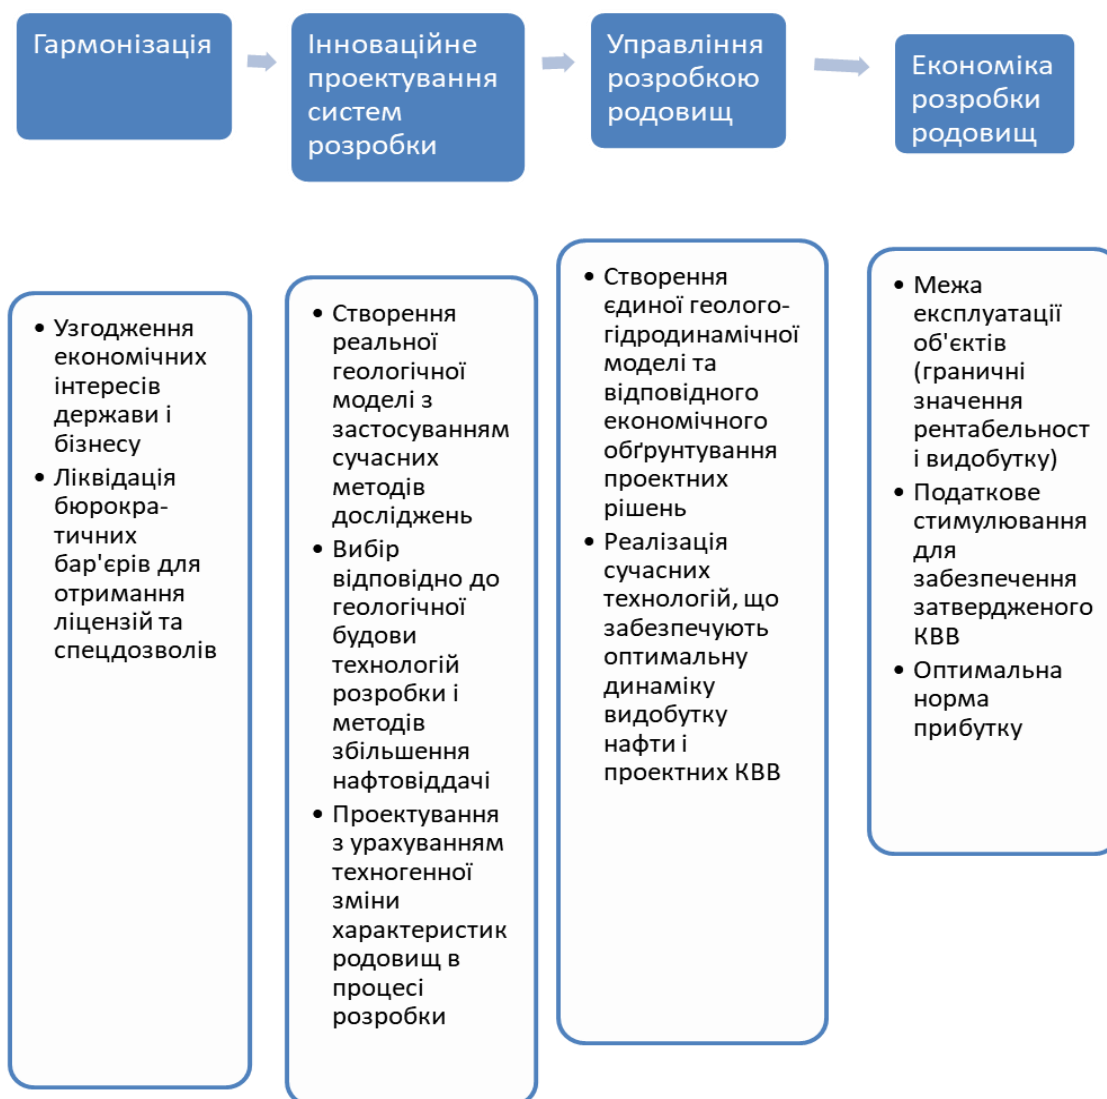 Гармонізація
Інноваційне
проектування
систем
розробки
Управління
розробкою
родовищ
Економіка
розробки
родовищ
• Узгодження
економічних
інтересів
держави і
бізнесу
• Ліквідація
бюрокра-
тичних
бар'єрів для
отримання
ліцензій та
спецдозволів
• Створення
реальної
геологічної
моделі з
застосуванням
сучасних
методів
досліджень
• Вибір
відповідно до
геологічної
будови
технологій
розробки і
методів
збільшення
нафтовіддачі
• Проектування
з урахуванням
техногенної
зміни
характеристик
родовищ в
процесі
розробки
• Створення
єдиної геолого-
гідродинамічної
моделі та
відповідного
економічного
обґрунтування
проектних
рішень
• Реалізація
сучасних
технологій, що
забезпечують
оптимальну
динаміку
видобутку
нафти і
проектних КВВ
• Межа
експлуатації
об'єктів
(граничні
значення
рентабельност
і видобутку)
• Податкове
стимулювання
для
забезпечення
затвердженого
КВВ
• Оптимальна
норма
прибутку